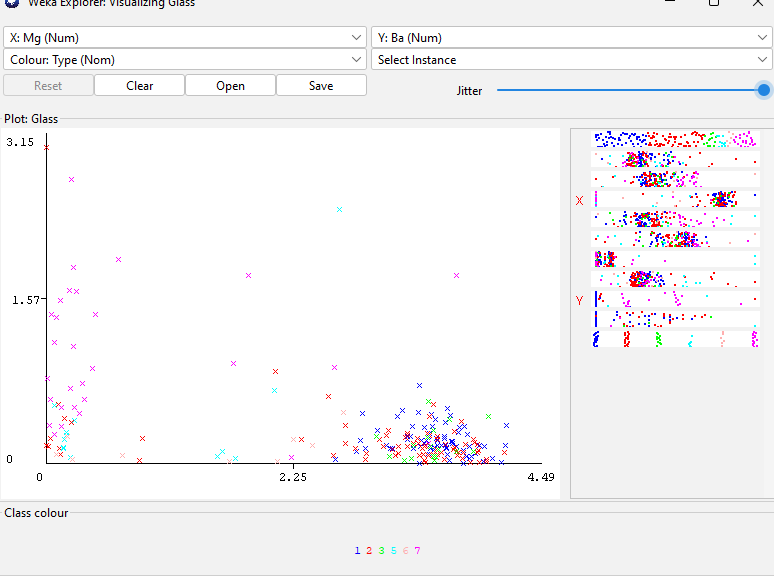 Weka Explorer: Visualizing Glass
X: Mg (Num) Y: Ba (Num)
Colour: Type (Nom) Select Instance
Reset Clear Open Save Jitter
Plot: Glass
3.15
X
1.57 Y
0
0 2.25 4.49
Class colour
1 2 3 5 6 7